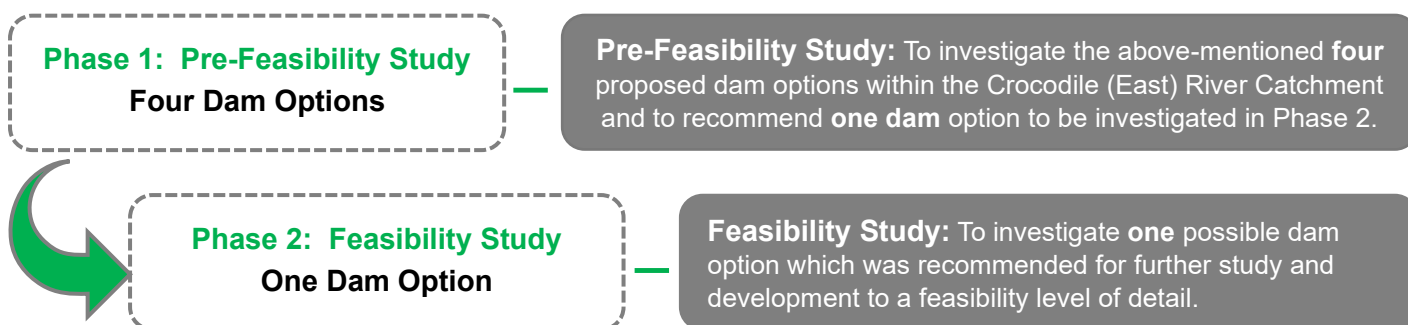 Phase 1: Pre-Feasibility Study
Four Dam Options
Pre-Feasibility Study: To investigate the above-mentioned four
proposed dam options within the Crocodile (East) River Catchment
and to recommend one dam option to be investigated in Phase 2.
Phase 2: Feasibility Study
One Dam Option
Feasibility Study: To investigate one possible dam
option which was recommended for further study and
development to a feasibility level of detail.